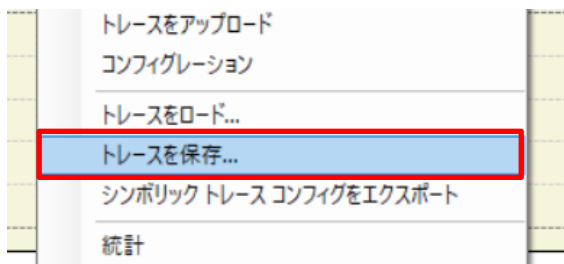 トレースをアップロード
コンフィグレーション
トレースをロード...
トレースを保存...
シンボリック トレース コンフィグをエクスポート
統計